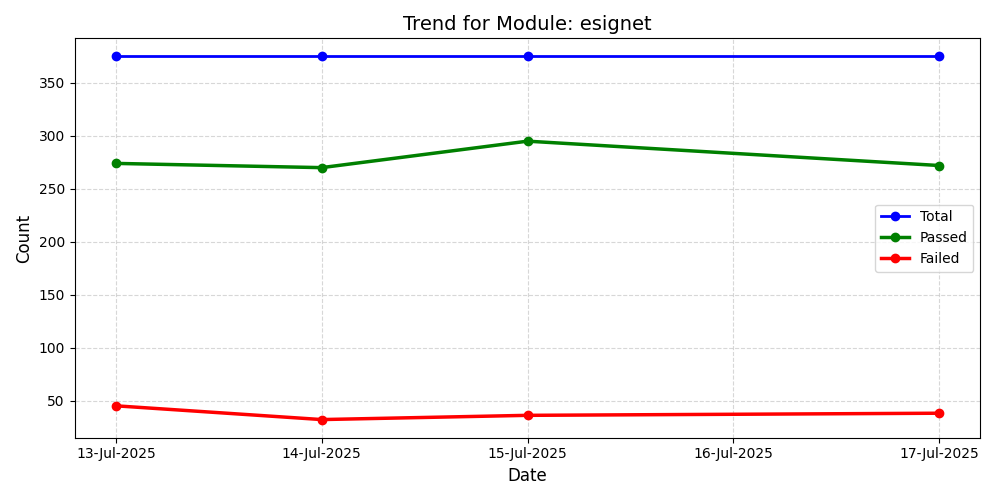 Trend for Module: esignet
Count
350
300
250
200
150
100
50
Total
Passed
Failed
13-Jul-2025
14-Jul-2025
15-Jul-2025
16-Jul-2025
17-Jul-2025
Date